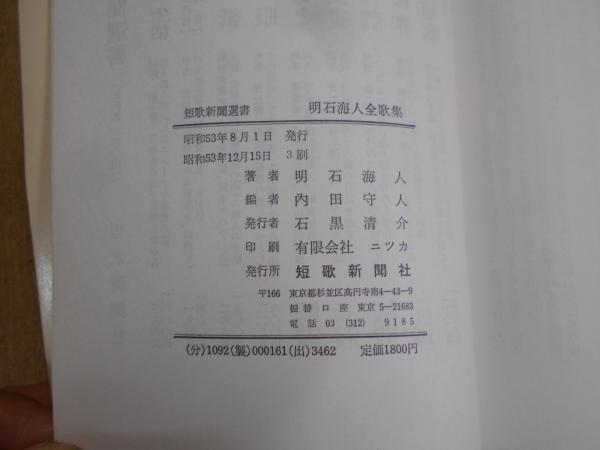 短歌新聞選書　明石海人全歌集
昭和53年8月1日　発行
昭和53年12月15日　3刷
著者　明石海人
編者　内田守人
発行者　石黒清介
印刷　有限会社　ニツカ
発行所　短歌新聞社
〒166　東京都杉並区高円寺南4—43—9
振替口座　東京5—21683
電話　03　(312)　9185
(分)1092(製)000161(出)3462　定価1800円